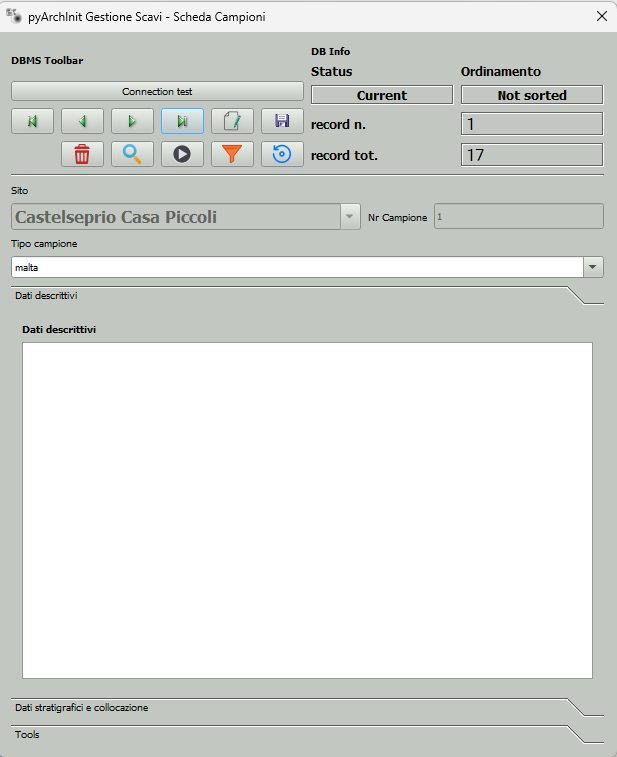 pyArchInit Gestione Scavi - Scheda Campioni
DBMS Toolbar
Connection test
DB Info
Status
Ordinamento
Current
Not sorted
record n.
1
record tot.
17
Sito
Castelseprio Casa Piccoli
Nr Campione
1
Tipo campione
malta
Dati descrittivi
Dati descrittivi
Dati stratigrafici e collocazione
Tools